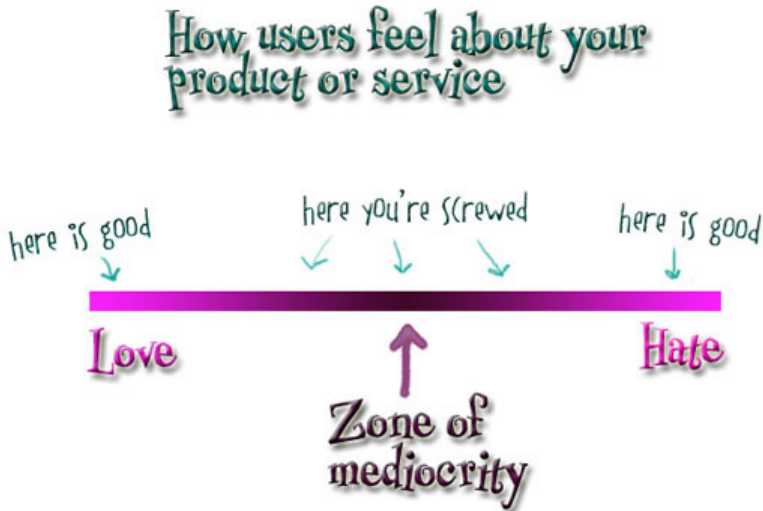 How users feel about your
product or service
here is good
here you're screwed
here is good
Love
Hate
Zone of
mediocrity